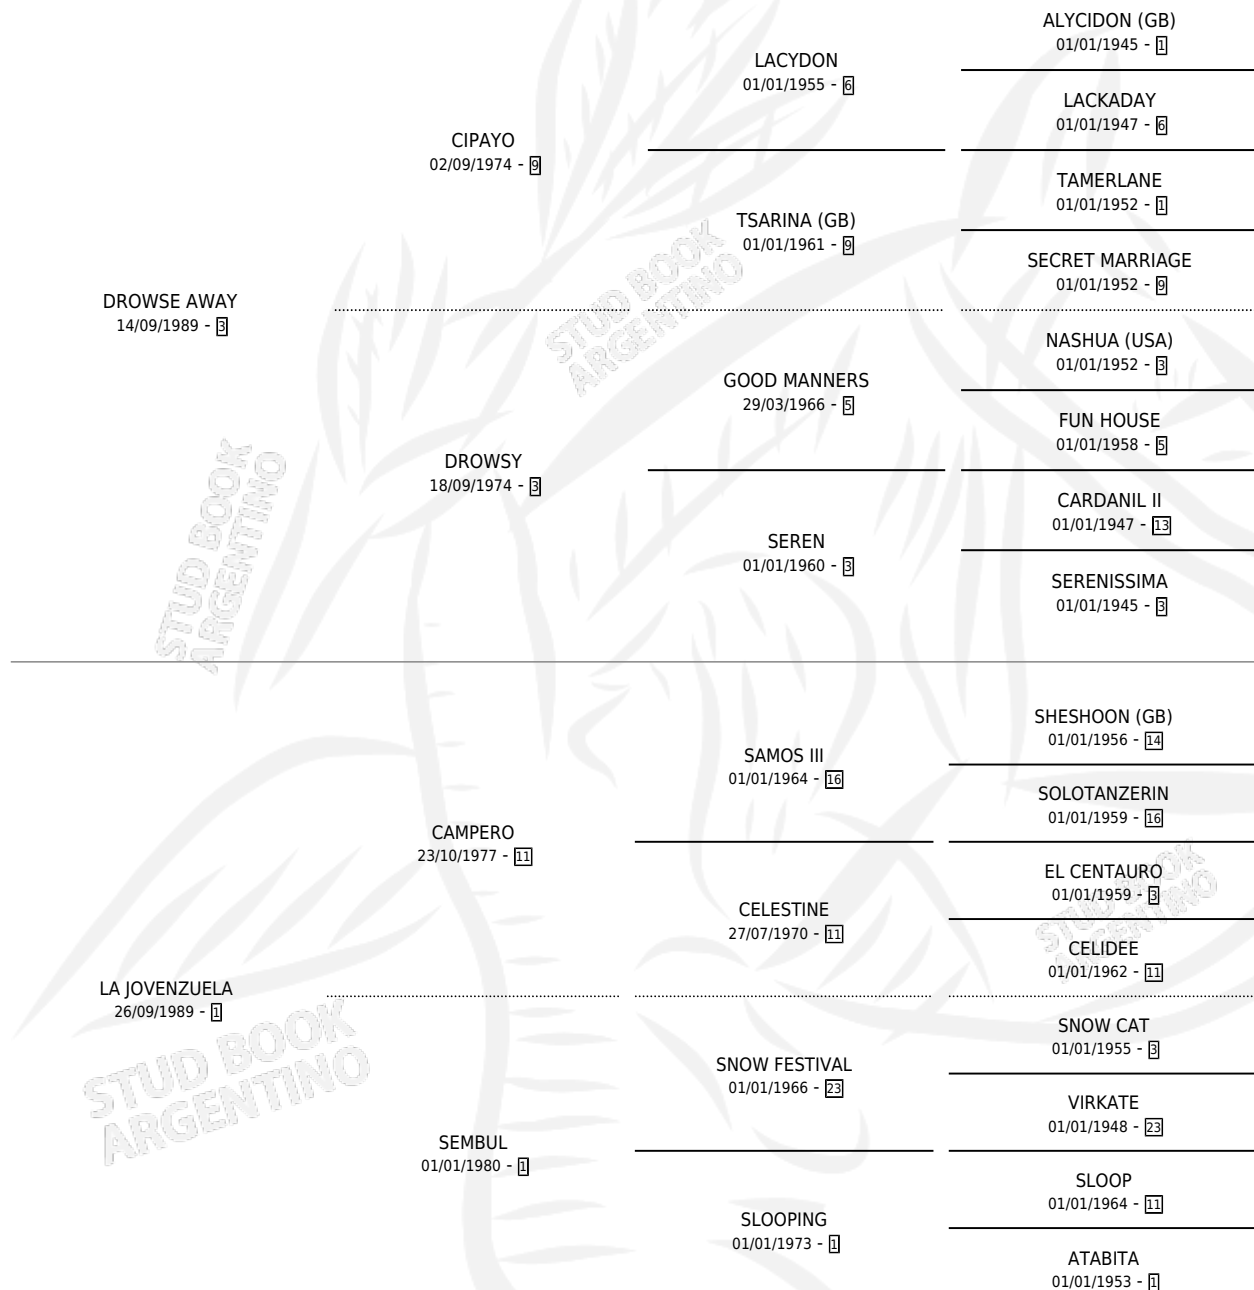 ALYCIDON (GB)
01/01/1945 - 1
LACYDON
01/01/1955 - 6
LACKADAY
01/01/1947 - 6
CIPAYO
02/09/1974 - 9
TAMERLANE
01/01/1952 - 1
TSARINA (GB)
01/01/1961 - 9
SECRET MARRIAGE
01/01/1952 - 9
DROWSE AWAY
14/09/1989 - 3
NASHUA (USA)
01/01/1952 - 3
GOOD MANNERS
29/03/1966 - 5
FUN HOUSE
01/01/1958 - 5
DROWSY
18/09/1974 - 3
CARDANIL II
01/01/1947 - 13
SEREN
01/01/1960 - 3
SERENISSIMA
01/01/1945 - 3
STUD BOOK
ARGENTINO
STUD BOOK
ARGENTINO
SHESHOON (GB)
01/01/1956 - 14
SAMOS III
01/01/1964 - 16
SOLOTANZERIN
01/01/1959 - 16
CAMPERO
23/10/1977 - 11
EL CENTAURO
01/01/1959 - 3
CELESTINE
27/07/1970 - 11
CELIDEE
01/01/1962 - 11
STUD BOOK
ARGENTINO
LA JOVENZUELA
26/09/1989 - 1
SNOW CAT
01/01/1955 - 3
SNOW FESTIVAL
01/01/1966 - 23
VIRKATE
01/01/1948 - 23
STUD BOOK
ARGENTINO
SEMBUL
01/01/1980 - 1
SLOOP
01/01/1964 - 11
SLOOPING
01/01/1973 - 1
ATABITA
01/01/1953 - 1